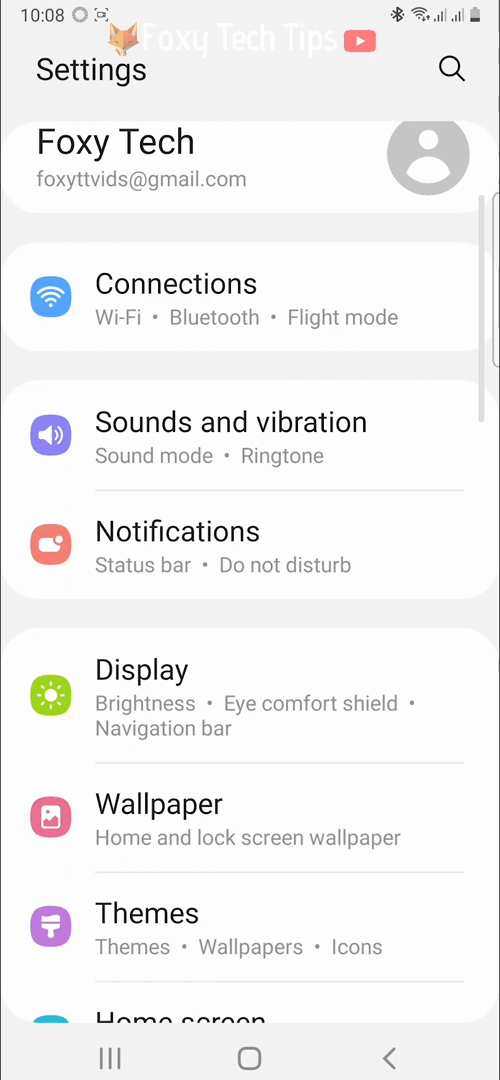 10:08
Foxy Tech Tips
Settings
Foxy Tech
foxyttvids@gmail.com
Connections
Wi-Fi • Bluetooth • Flight mode
Sounds and vibration
Sound mode • Ringtone
Notifications
Status bar • Do not disturb
Display
Brightness • Eye comfort shield •
Navigation bar
Wallpaper
Home and lock screen wallpaper
Themes
Themes • Wallpapers • Icons
Home screen